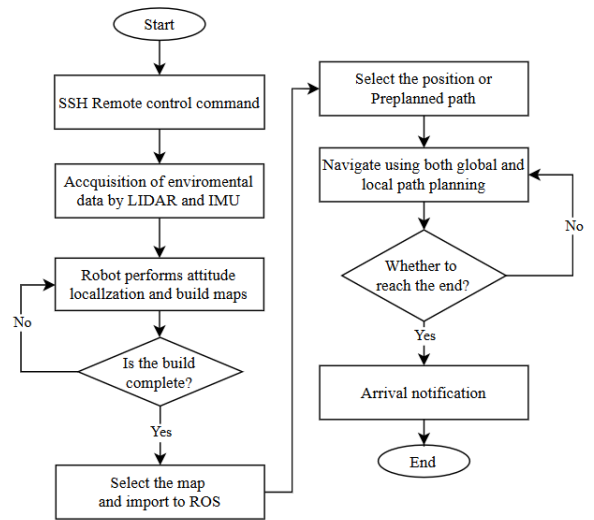 Start
SSH Remote control command
Accquisition of enviromental
data by LIDAR and IMU
Robot performs attitude
locallzation and build maps
No
Is the build
complete?
Yes
Select the map
and import to ROS
Select the position or
Preplanned path
Navigate using both global and
local path planning
No
Whether to
reach the end?
Yes
Arrival notification
End